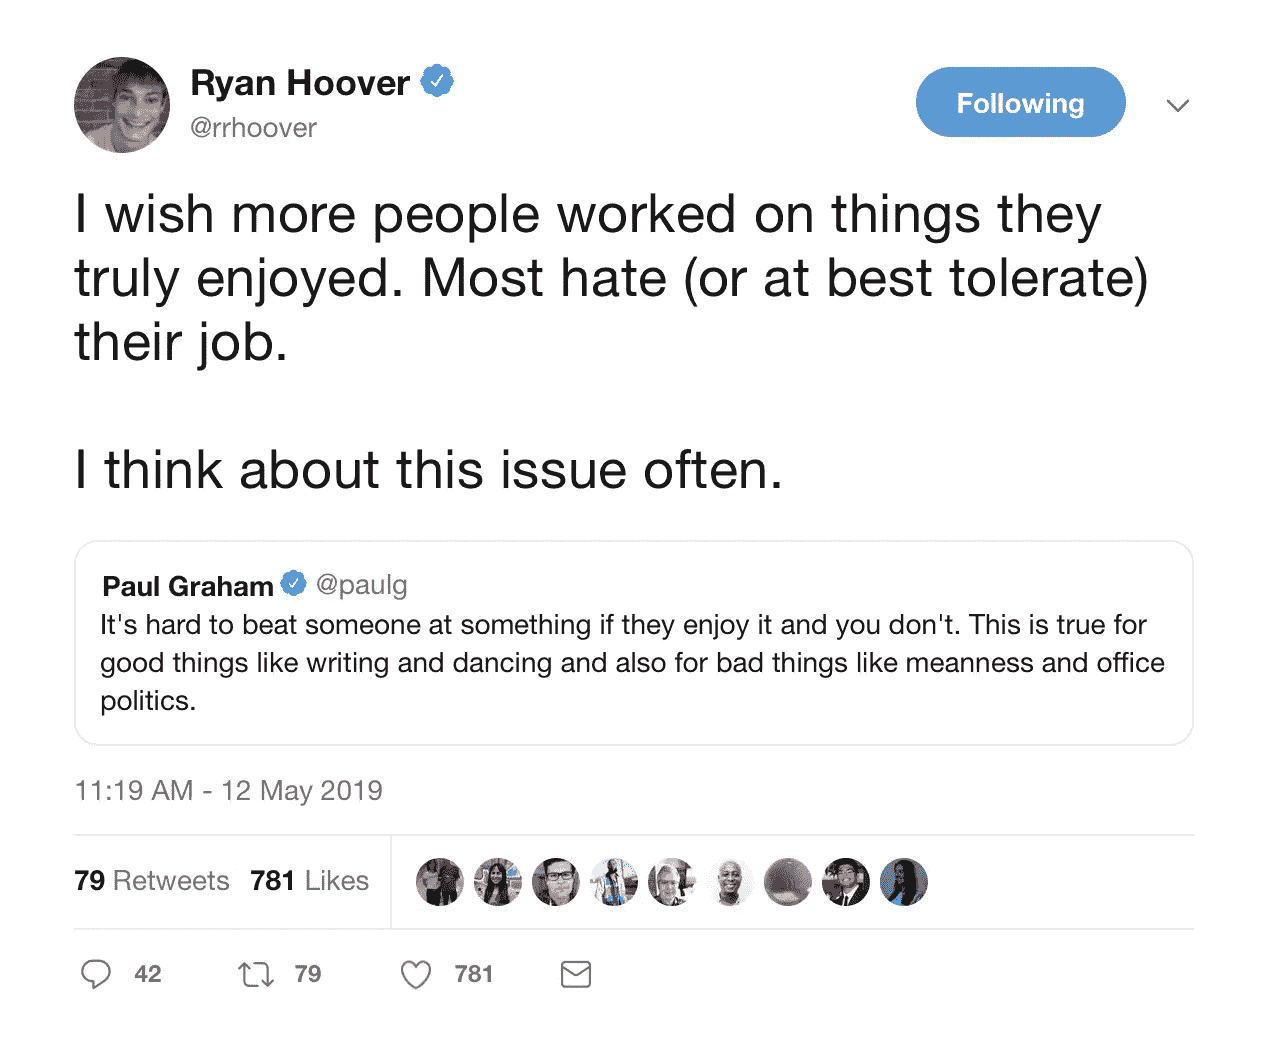 Ryan Hoover
@rrhoover
Following
I wish more people worked on things they
truly enjoyed. Most hate (or at best tolerate)
their job.
I think about this issue often.
Paul Graham @paulg
It's hard to beat someone at something if they enjoy it and you don't. This is true for
good things like writing and dancing and also for bad things like meanness and office
politics.
11:19 AM - 12 May 2019
79 Retweets 781 Likes
42 79 781